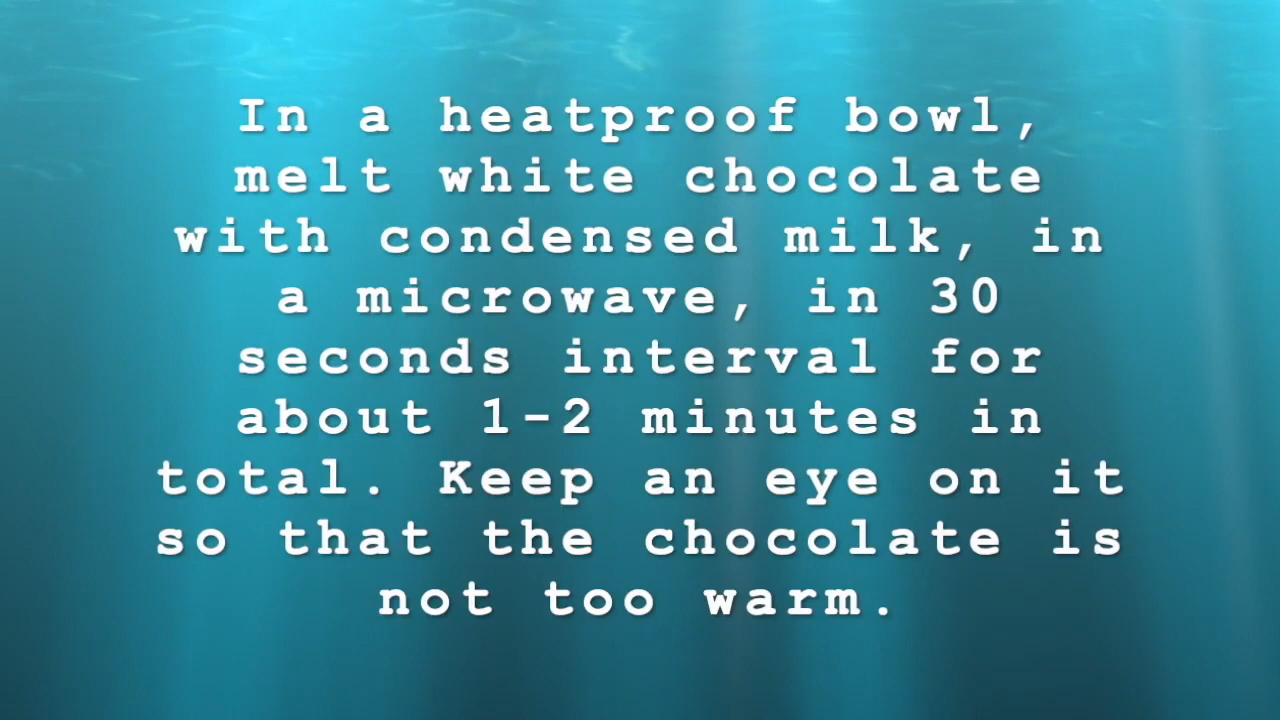 In a heatproof bowl,
melt white chocolate
with condensed milk, in
a microwave, in 30
seconds interval for
about 1-2 minutes in
total. Keep an eye on it
so that the chocolate is
not too warm.